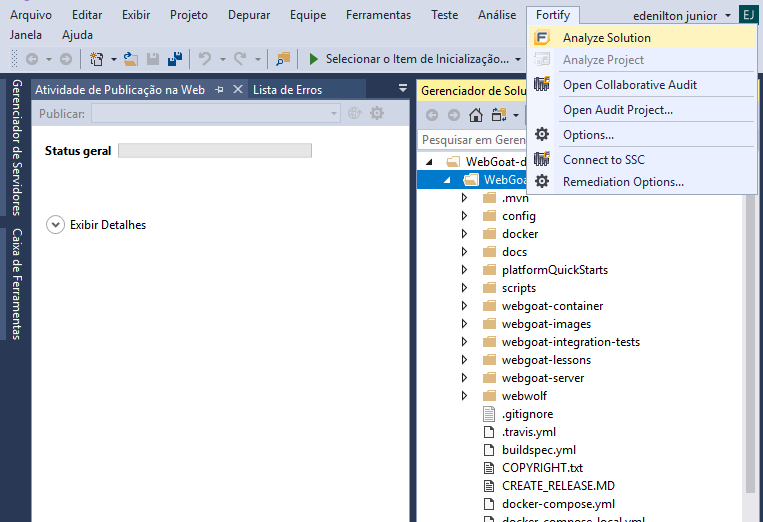 Arquivo Editar Exibir Projeto Depurar Equipe Ferramentas Teste Análise Fortify edenilton junior EJ
Janela Ajuda
Selecionar o Item de Inicialização...
Analyze Solution
Analyze Project
Open Collaborative Audit
Open Audit Project...
Options...
Connect to SSC
Remediation Options...
Gerenciador de Servidores
Caixa de Ferramentas
Atividade de Publicação na Web Lista de Erros
Publicar:
Status geral
Exibir Detalhes
Gerenciador de Solu
Pesquisar em Geren
WebGoat-d
WebGoa
.mvn
config
docker
docs
platformQuickStarts
scripts
webgoat-container
webgoat-images
webgoat-integration-tests
webgoat-lessons
webgoat-server
webwolf
.gitignore
.travis.yml
buildspec.yml
COPYRIGHT.txt
CREATE_RELEASE.MD
docker-compose.yml
docker-compose_local.yml